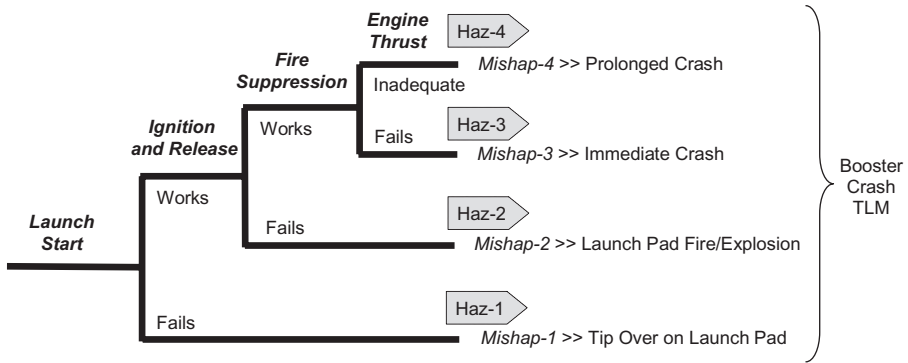 Engine
Thrust
Haz-4
Mishap-4 >> Prolonged Crash
Fire
Suppression
Inadequate
Haz-3
Works
Fails
Mishap-3 >> Immediate Crash
Ignition
and Release
Works
Haz-2
Fails
Mishap-2 >> Launch Pad Fire/Explosion
Launch
Start
Haz-1
Fails
Mishap-1 >> Tip Over on Launch Pad
Booster
Crash
TLM